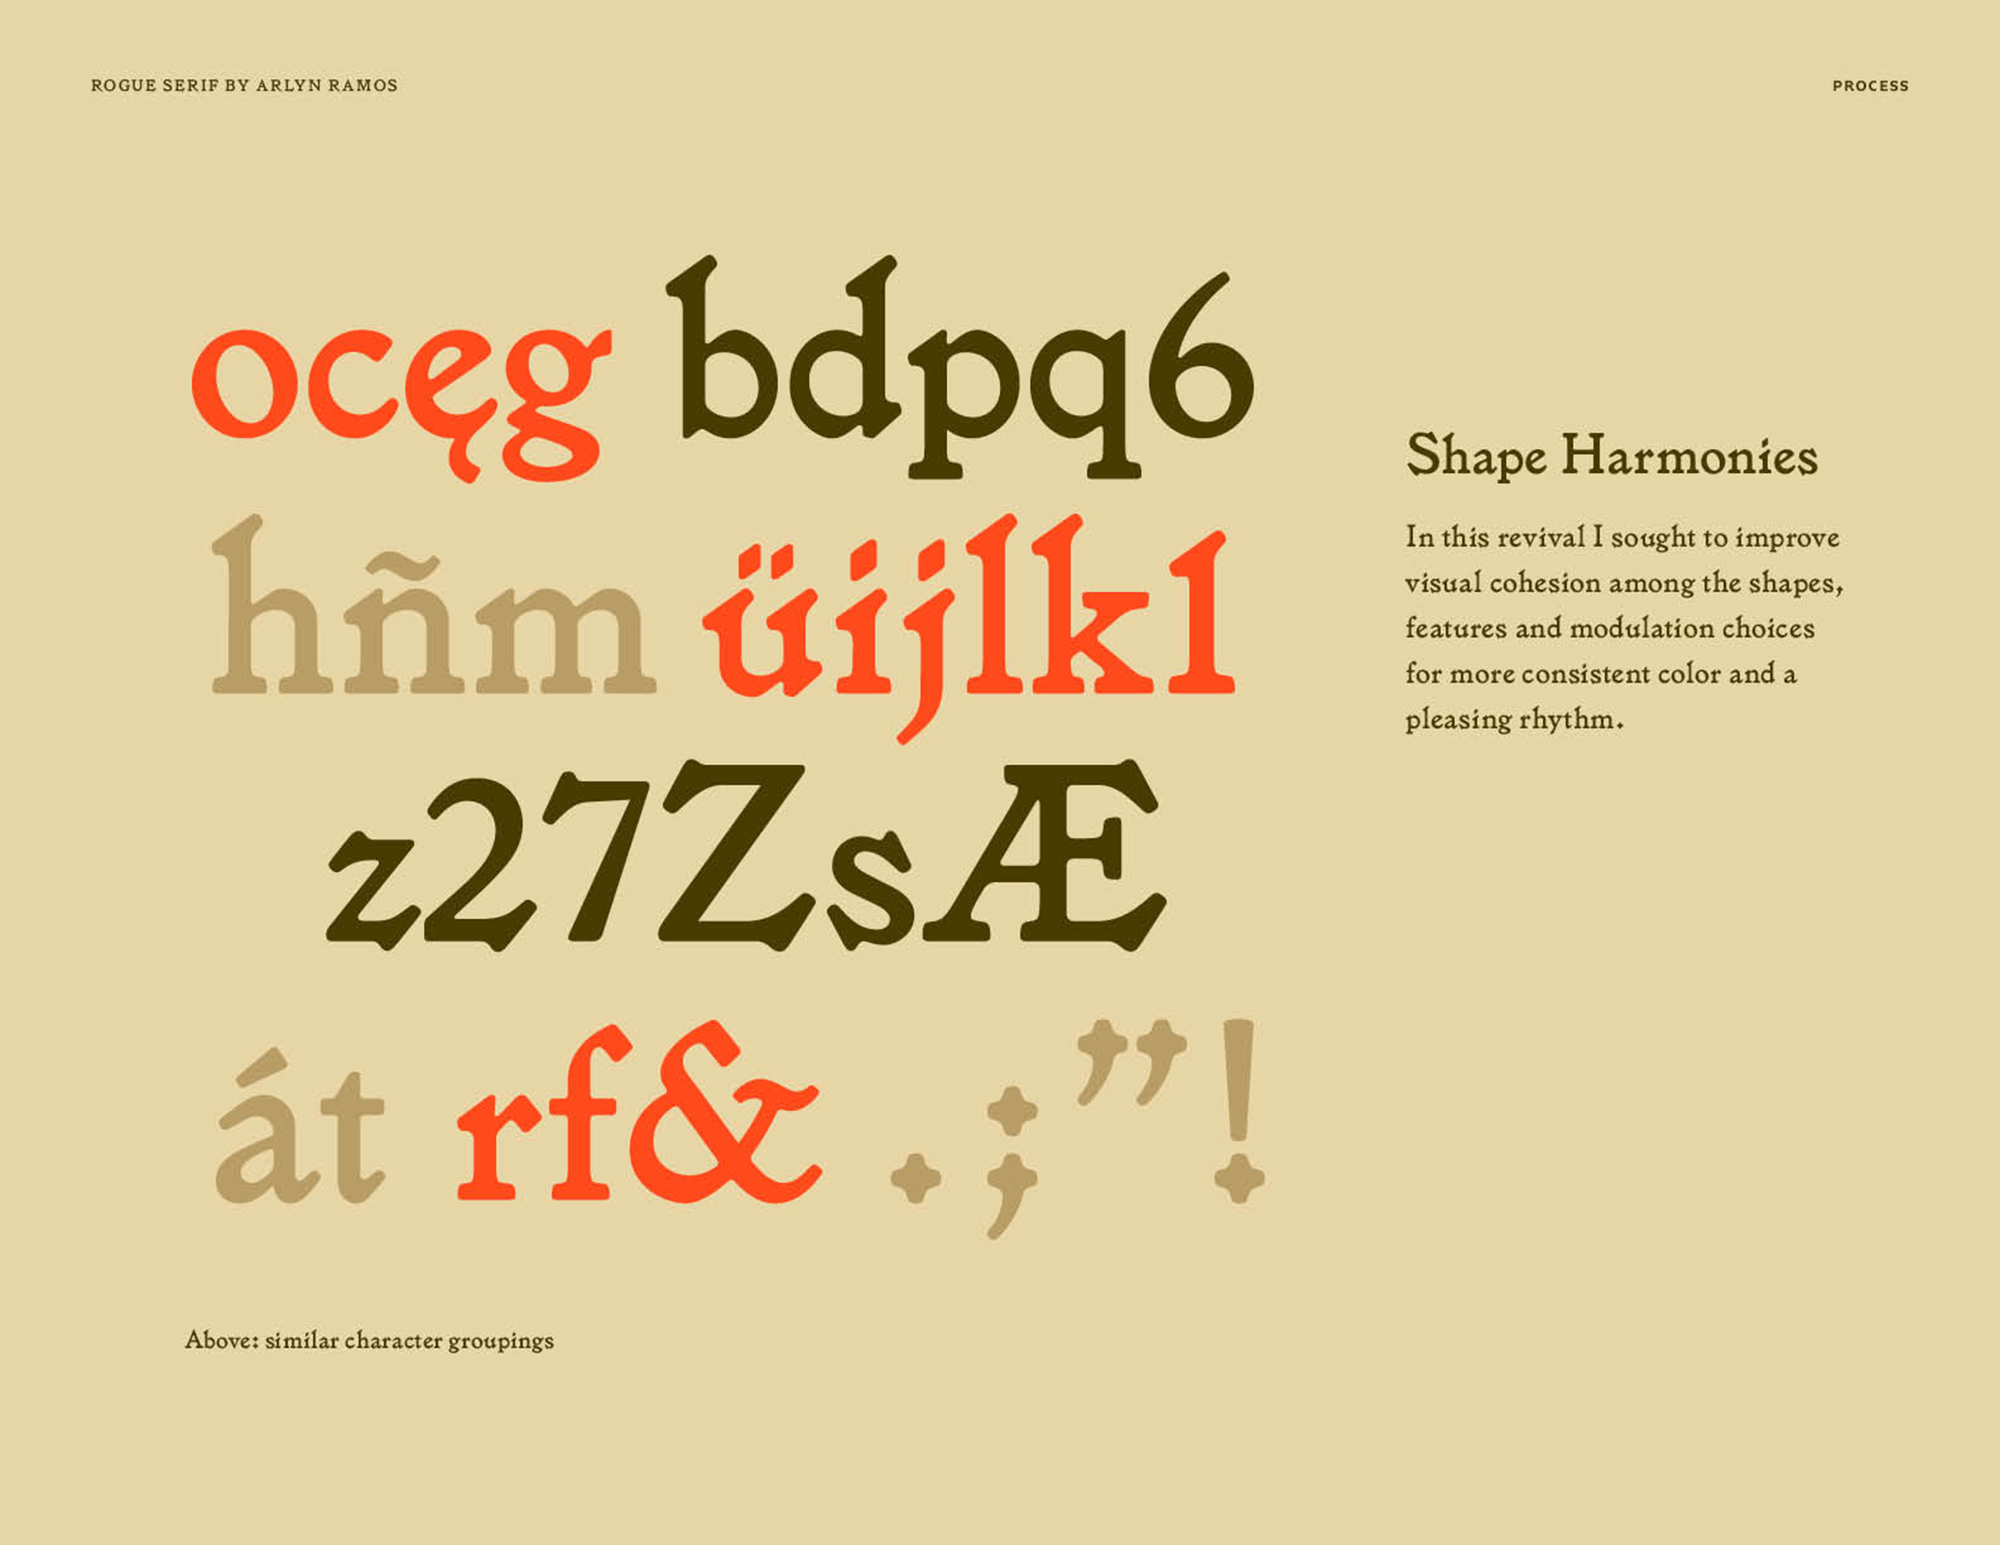 ROGUE SERIF BY ARLYN RAMOS
PROCESS
ocęg bdpq6
hñm üijlk1
z27ZsÆ
át rf& .;”!
Shape Harmonies
In this revival I sought to improve
visual cohesion among the shapes,
features and modulation choices
for more consistent color and a
pleasing rhythm.
Above: similar character groupings